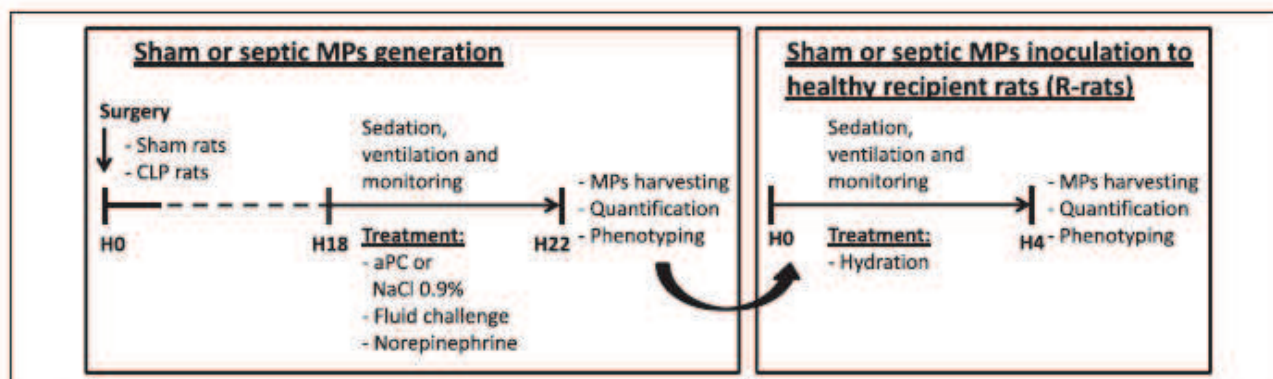 Sham or septic MPs generation
Surgery
- Sham rats
- CLP rats
H0
H18
Sedation,
ventilation and
monitoring
Treatment:
- aPC or
NaCl 0.9%
- Fluid challenge
- Norepinephrine
H22
- MPs harvesting
- Quantification
- Phenotyping
Sham or septic MPs inoculation to
healthy recipient rats (R-rats)
H0
Sedation,
ventilation and
monitoring
Treatment:
- Hydration
H4
- MPs harvesting
- Quantification
- Phenotyping